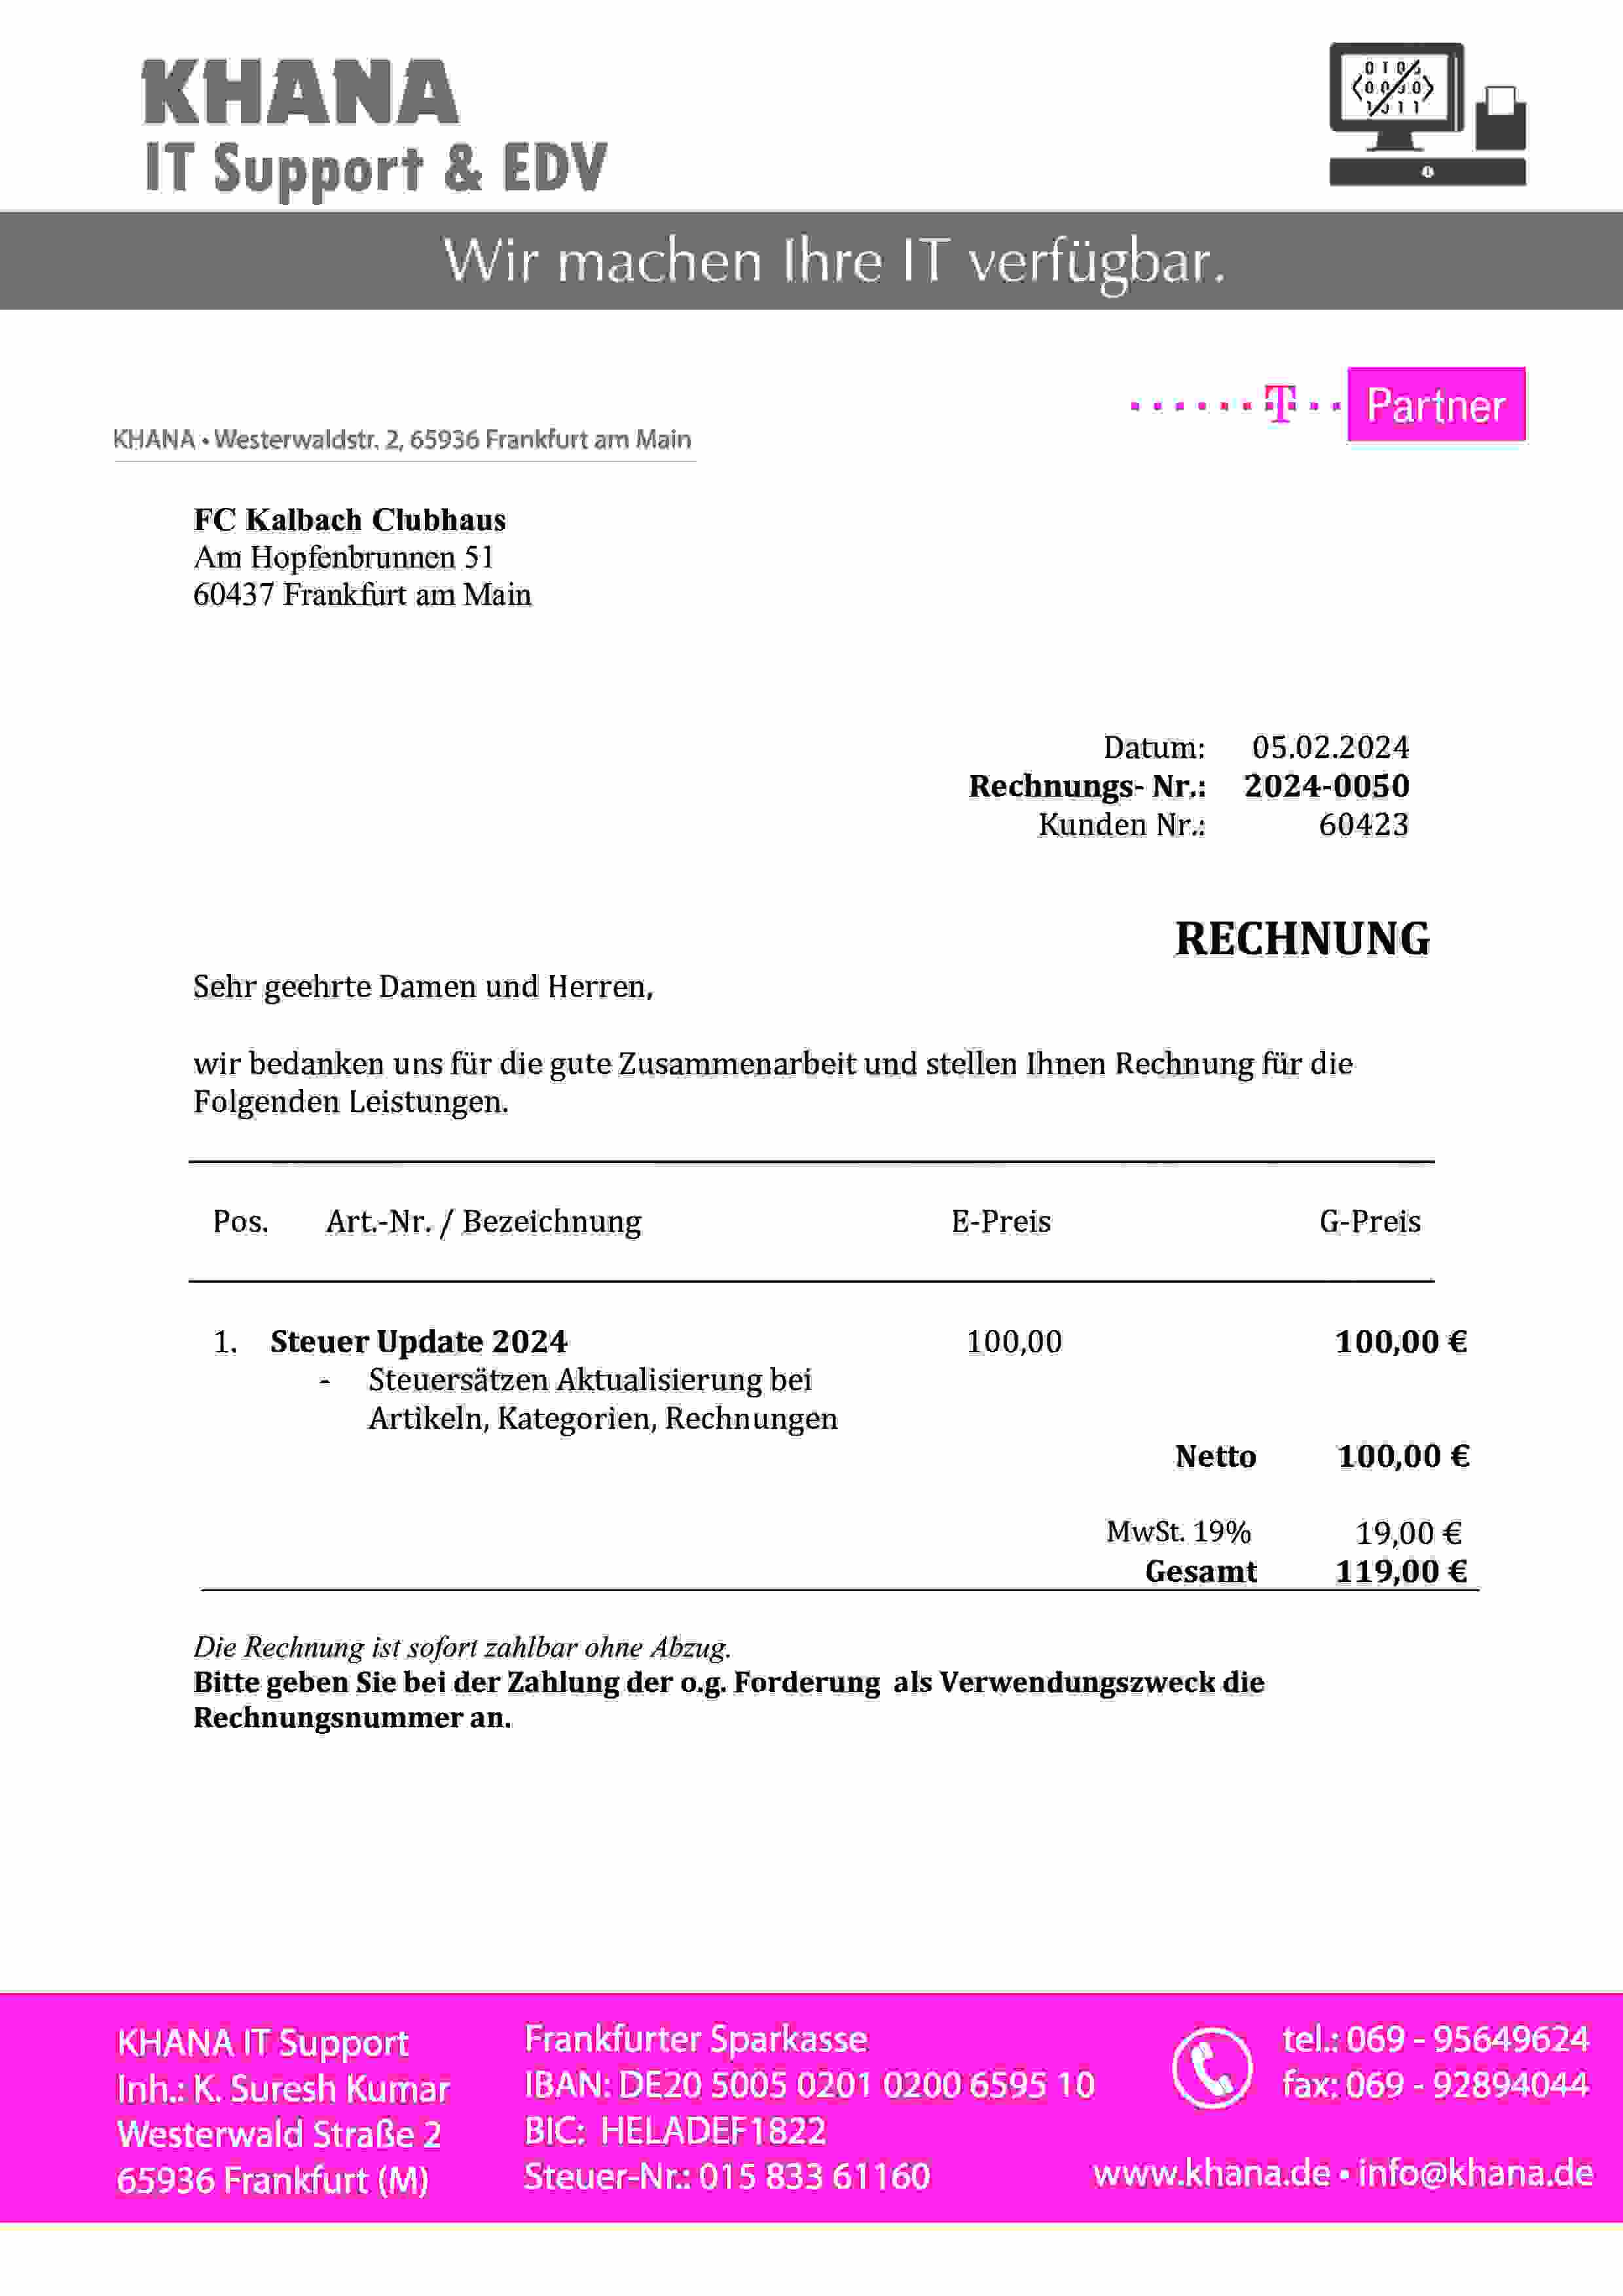 KHANA
IT Support & EDV
Wir machen Ihre IT verfügbar.
T Partner
KHANA • Westerwaldstr. 2, 65936 Frankfurt am Main
FC Kalbach Clubhaus
Am Hopfenbrunnen 51
60437 Frankfurt am Main
Datum: 05.02.2024
Rechnungs- Nr.: 2024-0050
Kunden Nr.: 60423
RECHNUNG
Sehr geehrte Damen und Herren,
wir bedanken uns für die gute Zusammenarbeit und stellen Ihnen Rechnung für die
Folgenden Leistungen.
Pos. Art.-Nr. / Bezeichnung E-Preis G-Preis
1. Steuer Update 2024 100,00 100,00 €
- Steuersätzen Aktualisierung bei
Artikeln, Kategorien, Rechnungen
Netto 100,00 €
MwSt. 19% 19,00 €
Gesamt 119,00 €
Die Rechnung ist sofort zahlbar ohne Abzug.
Bitte geben Sie bei der Zahlung der o.g. Forderung als Verwendungszweck die
Rechnungsnummer an.
KHANA IT Support
Inh.: K. Suresh Kumar
Westerwald Straße 2
65936 Frankfurt (M)
Frankfurter Sparkasse
IBAN: DE20 5005 0201 0200 6595 10
BIC: HELADEF1822
Steuer-Nr.: 015 833 61160
tel.: 069 - 95649624
fax: 069 - 92894044
www.khana.de • info@khana.de